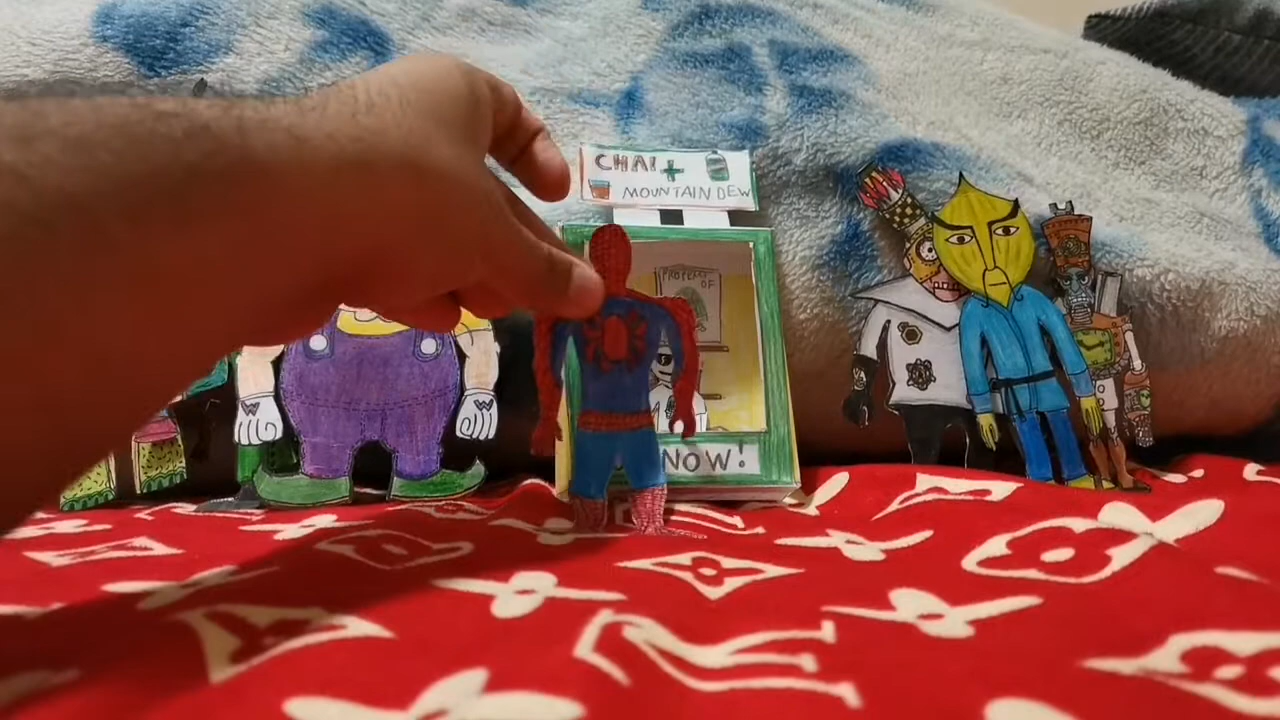 CHAI +
MOUNTAIN DEW
PROPERTY
OF
NOW!
W
W